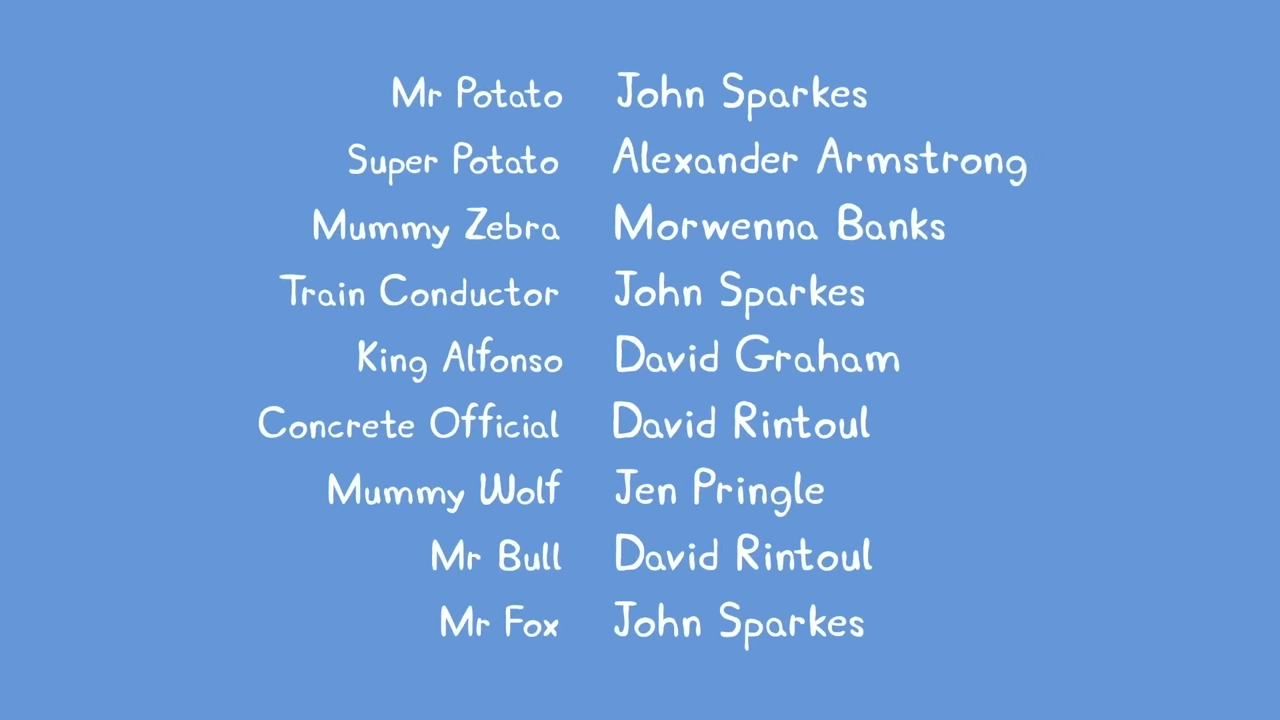 Mr Potato John Sparkes
Super Potato Alexander Armstrong
Mummy Zebra Morwenna Banks
Train Conductor John Sparkes
King Alfonso David Graham
Concrete Official David Rintoul
Mummy Wolf Jen Pringle
Mr Bull David Rintoul
Mr Fox John Sparkes